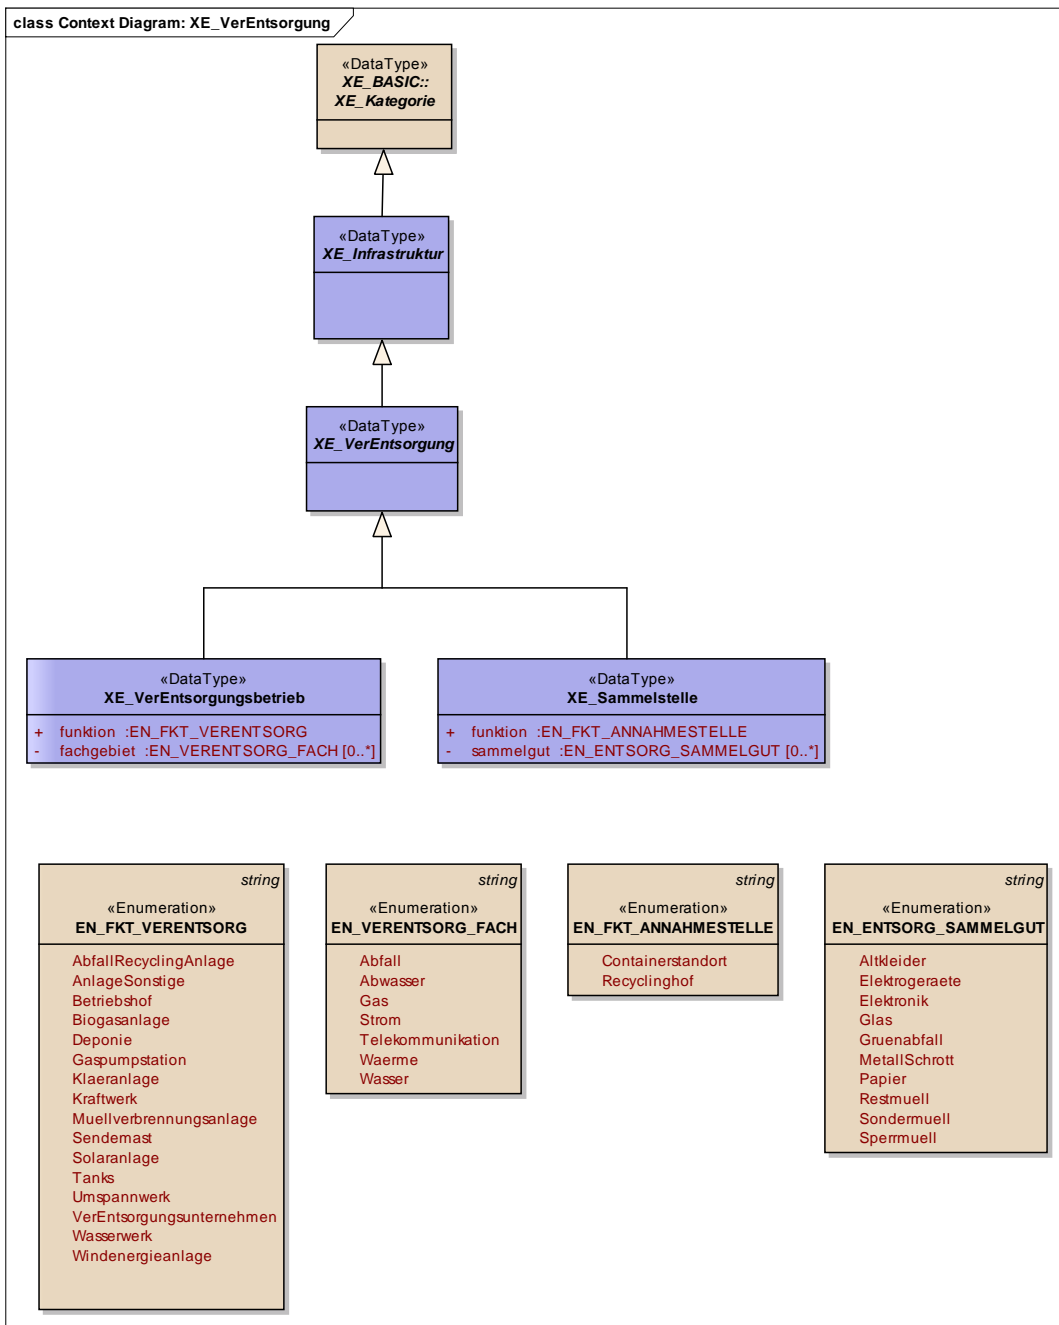 class Context Diagram: XE_VerEntsorgung
«DataType»
XE_BASIC::
XE_Kategorie
«DataType»
XE_Infrastruktur
«DataType»
XE_VerEntsorgung
«DataType»
XE_VerEntsorgungsbetrieb
+ funktion :EN_FKT_VERENTSORG
- fachgebiet :EN_VERENTSORG_FACH [0..*]
«DataType»
XE_Sammelstelle
+ funktion :EN_FKT_ANNAHMESTELLE
- sammelgut :EN_ENTSORG_SAMMELGUT [0..*]
string
«Enumeration»
EN_FKT_VERENTSORG
AbfallRecyclingAnlage
AnlageSonstige
Betriebshof
Biogasanlage
Deponie
Gaspumpstation
Klaeranlage
Kraftwerk
Muellverbrennungsanlage
Sendemast
Solaranlage
Tanks
Umspannwerk
VerEntsorgungsunternehmen
Wasserwerk
Windenergieanlage
string
«Enumeration»
EN_VERENTSORG_FACH
Abfall
Abwasser
Gas
Strom
Telekommunikation
Waerme
Wasser
string
«Enumeration»
EN_FKT_ANNAHMESTELLE
Containerstandort
Recyclinghof
string
«Enumeration»
EN_ENTSORG_SAMMELGUT
Altkleider
Elektrogeraete
Elektronik
Glas
Gruenabfall
MetallSchrott
Papier
Restmuell
Sondermuell
Sperrmuell